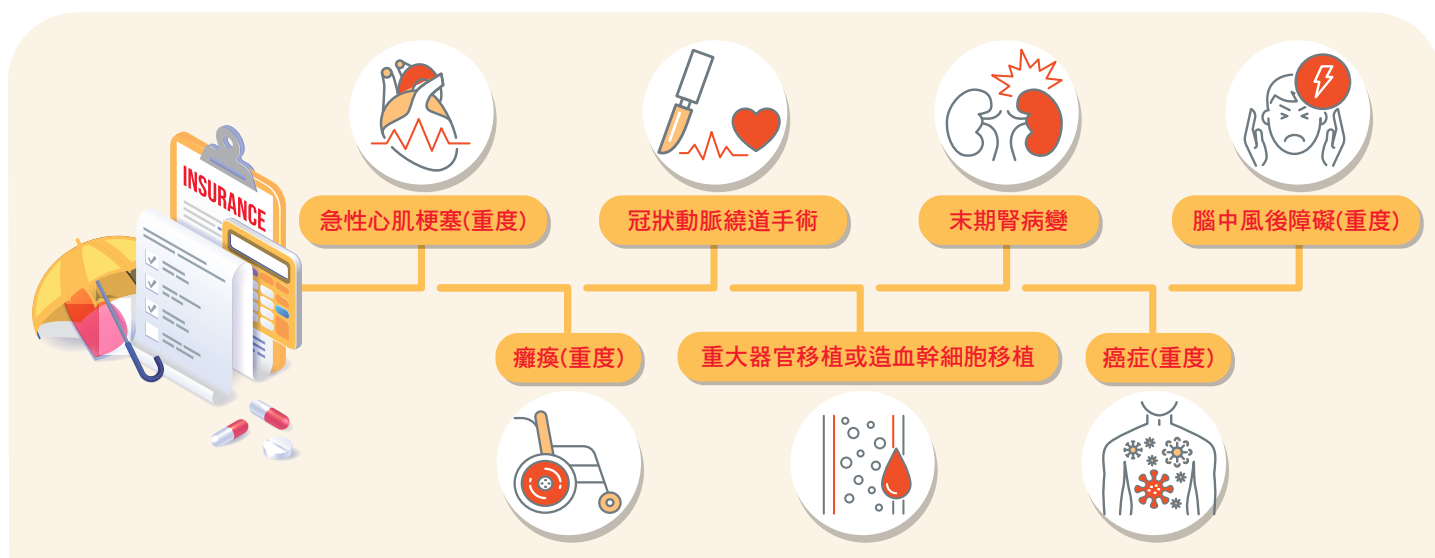 INSURANCE
急性心肌梗塞(重度)
冠狀動脈繞道手術
末期腎病變
腦中風後障礙(重度)
癱瘓(重度)
重大器官移植或造血幹細胞移植
癌症(重度)